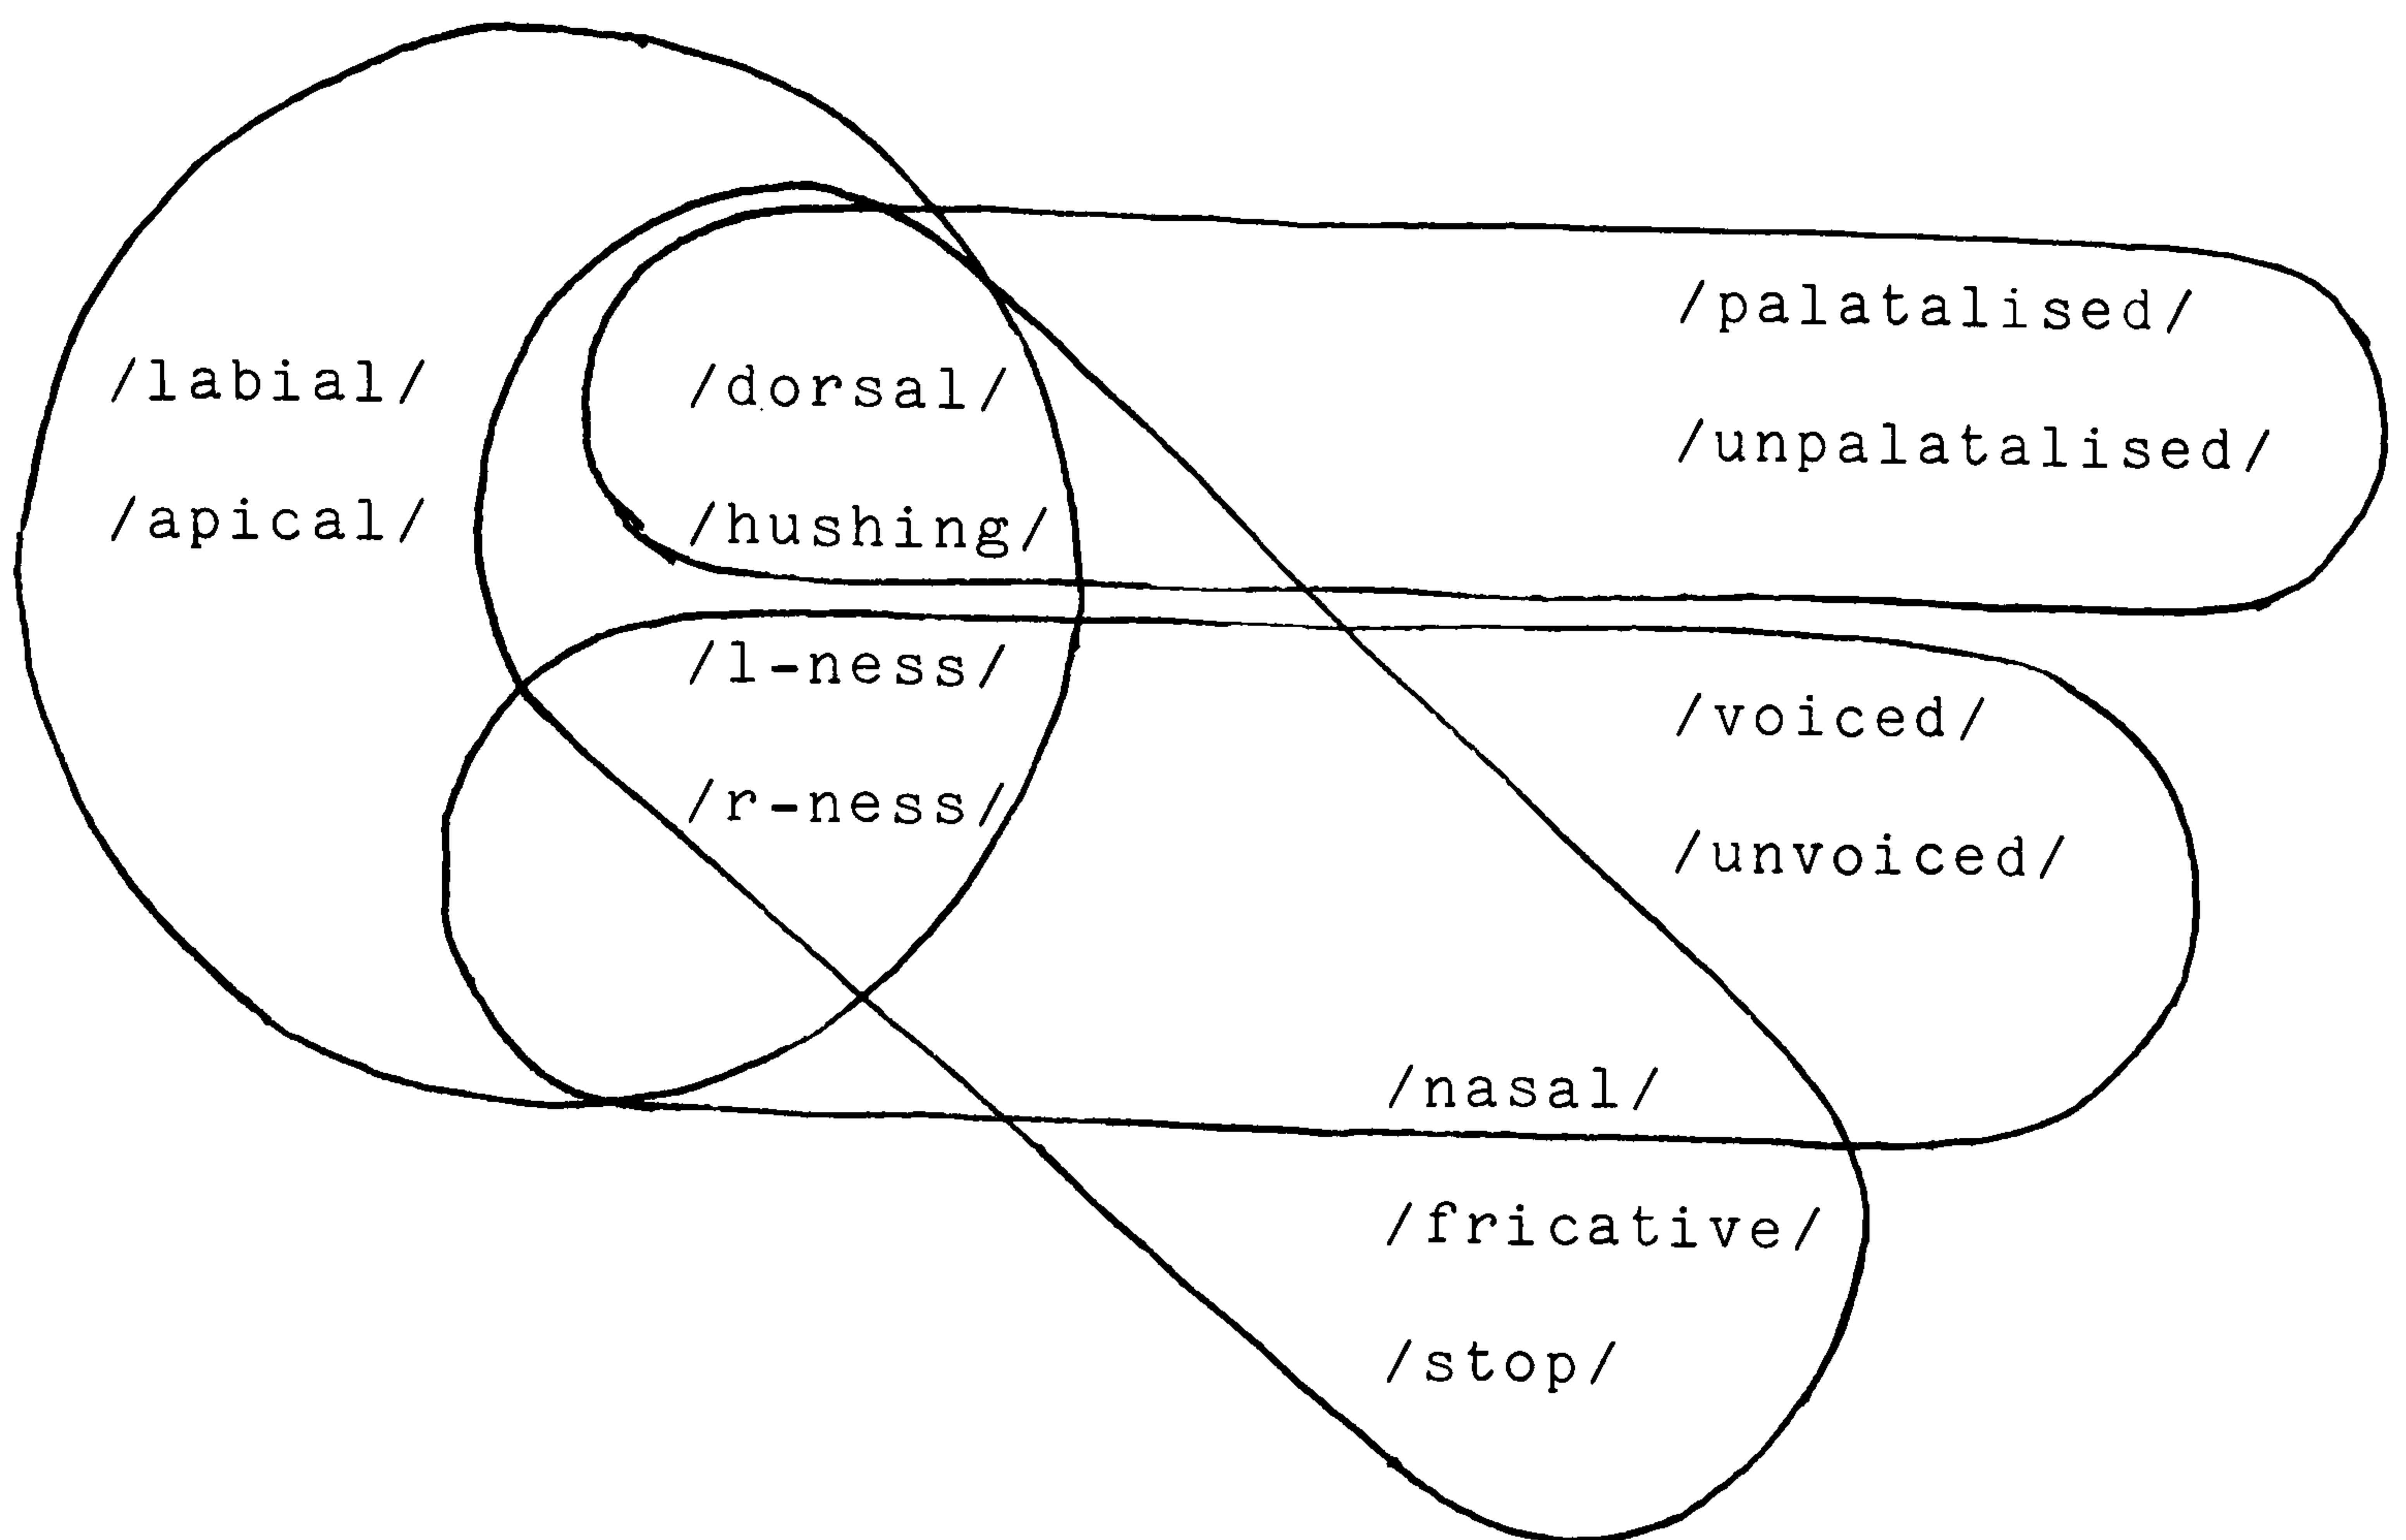 /palatalised/
/labial/ /dorsal/
/unpalatalised/
/apical/ /hushing/
/l-ness/
/voiced/
/r-ness/
/unvoiced/
/nasal/
/fricative/
/stop/